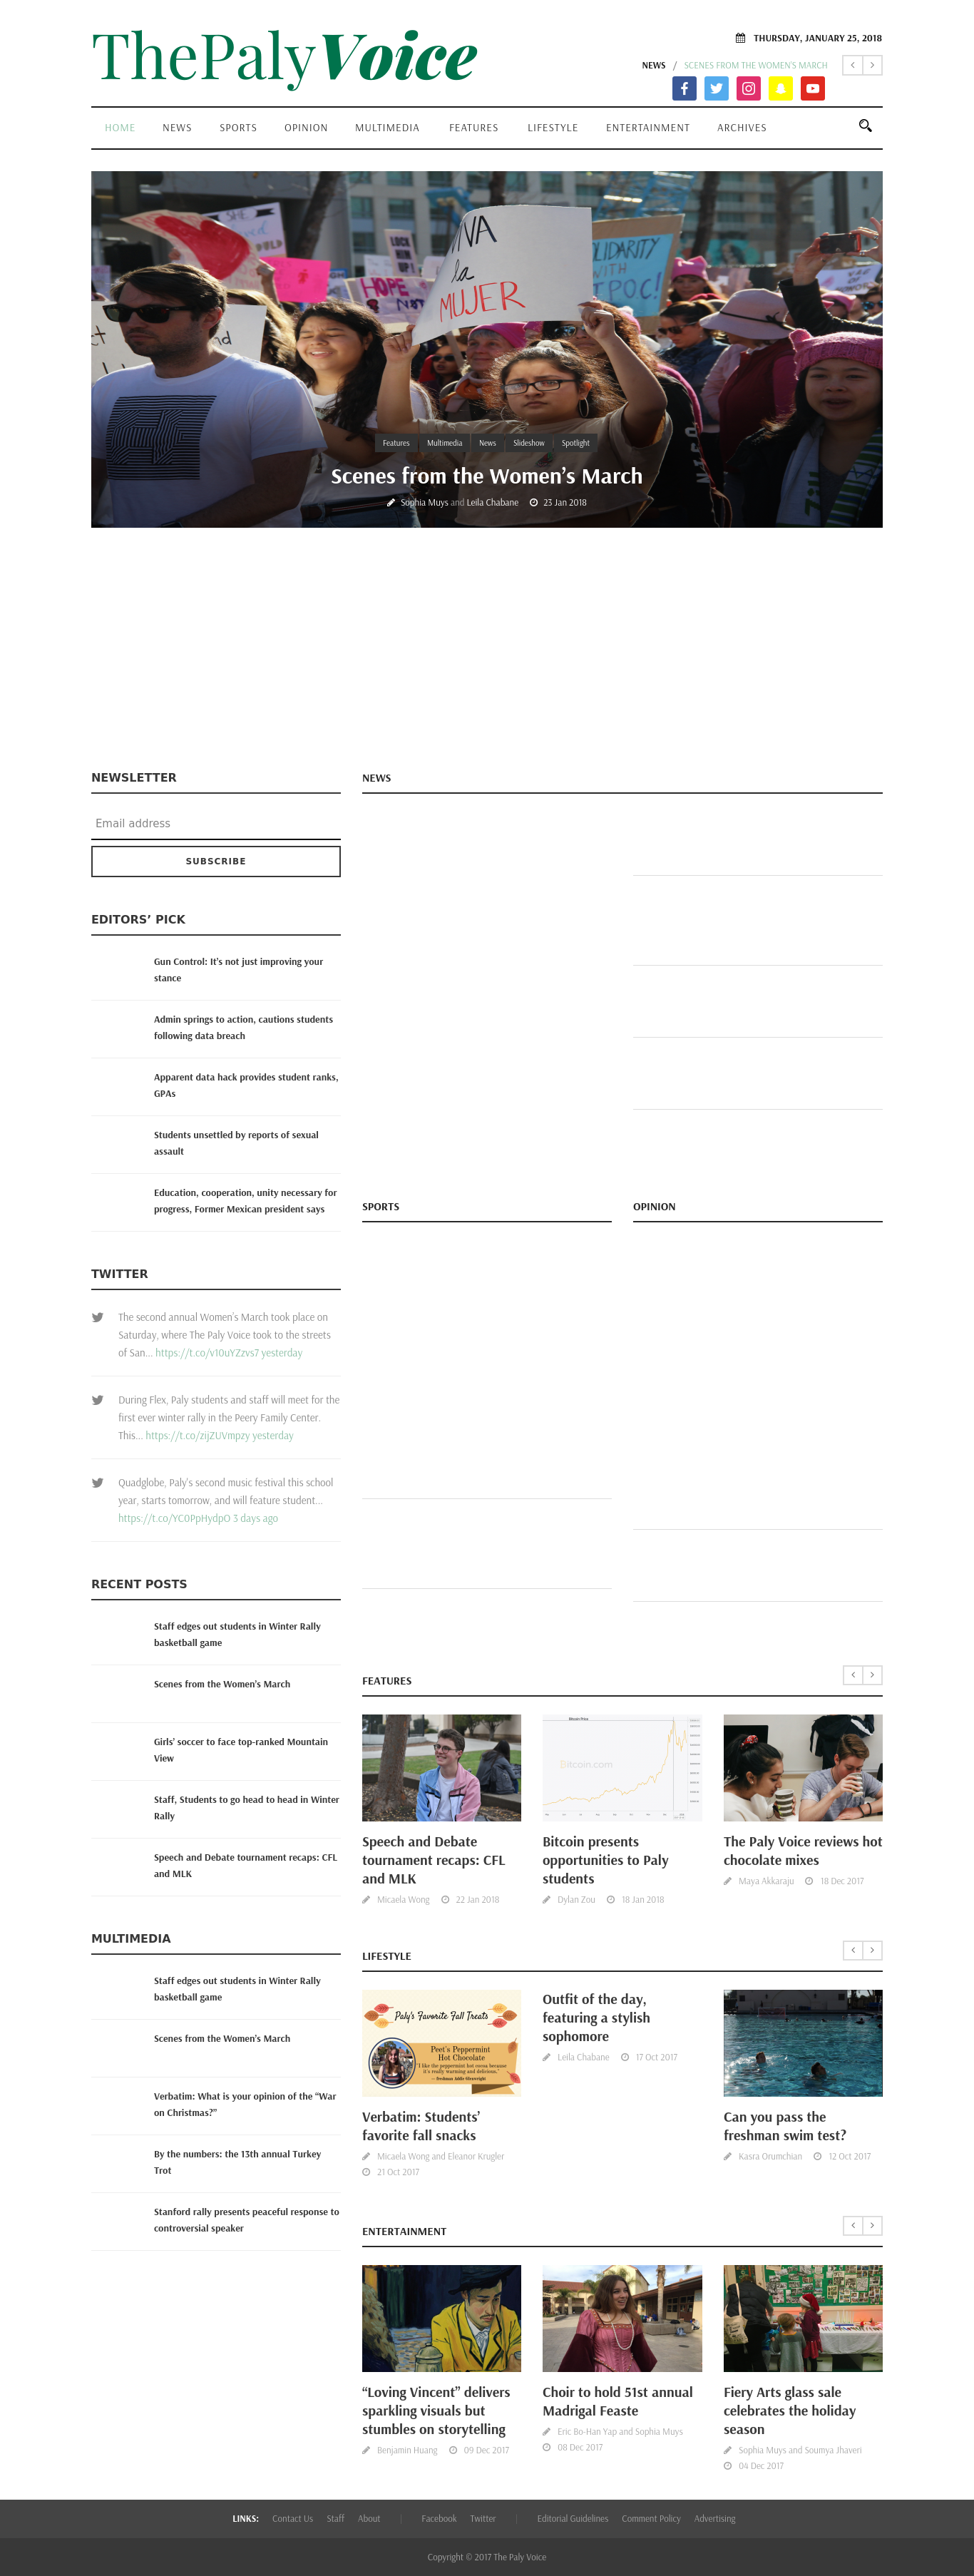 ThePalyVoice
THURSDAY, JANUARY 25, 2018
NEWS / SCENES FROM THE WOMEN'S MARCH
HOME NEWS SPORTS OPINION MULTIMEDIA FEATURES LIFESTYLE ENTERTAINMENT ARCHIVES
VIVA
la
MUJER
HOPE
Features Multimedia News Slideshow Spotlight
Scenes from the Women’s March
Sophia Muys and Leila Chabane 23 Jan 2018
NEWSLETTER
Email address
SUBSCRIBE
EDITORS’ PICK
Gun Control: It's not just improving your
stance
Admin springs to action, cautions students
following data breach
Apparent data hack provides student ranks,
GPAs
Students unsettled by reports of sexual
assault
Education, cooperation, unity necessary for
progress, Former Mexican president says
TWITTER
The second annual Women's March took place on
Saturday, where The Paly Voice took to the streets
of San... https://t.co/v10uYZzvs7 yesterday
During Flex, Paly students and staff will meet for the
first ever winter rally in the Peery Family Center.
This... https://t.co/zijZUVmpzy yesterday
Quadglobe, Paly's second music festival this school
year, starts tomorrow, and will feature student...
https://t.co/YC0PpHydpO 3 days ago
RECENT POSTS
Staff edges out students in Winter Rally
basketball game
Scenes from the Women's March
Girls' soccer to face top-ranked Mountain
View
Staff, Students to go head to head in Winter
Rally
Speech and Debate tournament recaps: CFL
and MLK
MULTIMEDIA
Staff edges out students in Winter Rally
basketball game
Scenes from the Women's March
Verbatim: What is your opinion of the “War
on Christmas?”
By the numbers: the 13th annual Turkey
Trot
Stanford rally presents peaceful response to
controversial speaker
NEWS
SPORTS
OPINION
FEATURES
Bitcoin Price
Bitcoin.com
Speech and Debate
tournament recaps: CFL
and MLK
Micaela Wong 22 Jan 2018
Bitcoin presents
opportunities to Paly
students
Dylan Zou 18 Jan 2018
The Paly Voice reviews hot
chocolate mixes
Maya Akkaraju 18 Dec 2017
LIFESTYLE
Paly's Favorite Fall Treats
Peet's Peppermint
Hot Chocolate
"I like the peppermint hot cocoa because
it's really warming and delicious."
Verbatim: Students’
favorite fall snacks
Micaela Wong and Eleanor Krugler
21 Oct 2017
Outfit of the day,
featuring a stylish
sophomore
Leila Chabane 17 Oct 2017
Can you pass the
freshman swim test?
Kasra Orumchian 12 Oct 2017
ENTERTAINMENT
“Loving Vincent” delivers
sparkling visuals but
stumbles on storytelling
Benjamin Huang 09 Dec 2017
Choir to hold 51st annual
Madrigal Feaste
Eric Bo-Han Yap and Sophia Muys
08 Dec 2017
Fiery Arts glass sale
celebrates the holiday
season
Sophia Muys and Soumya Jhaveri
04 Dec 2017
LINKS: Contact Us Staff About | Facebook Twitter | Editorial Guidelines Comment Policy Advertising
Copyright © 2017 The Paly Voice